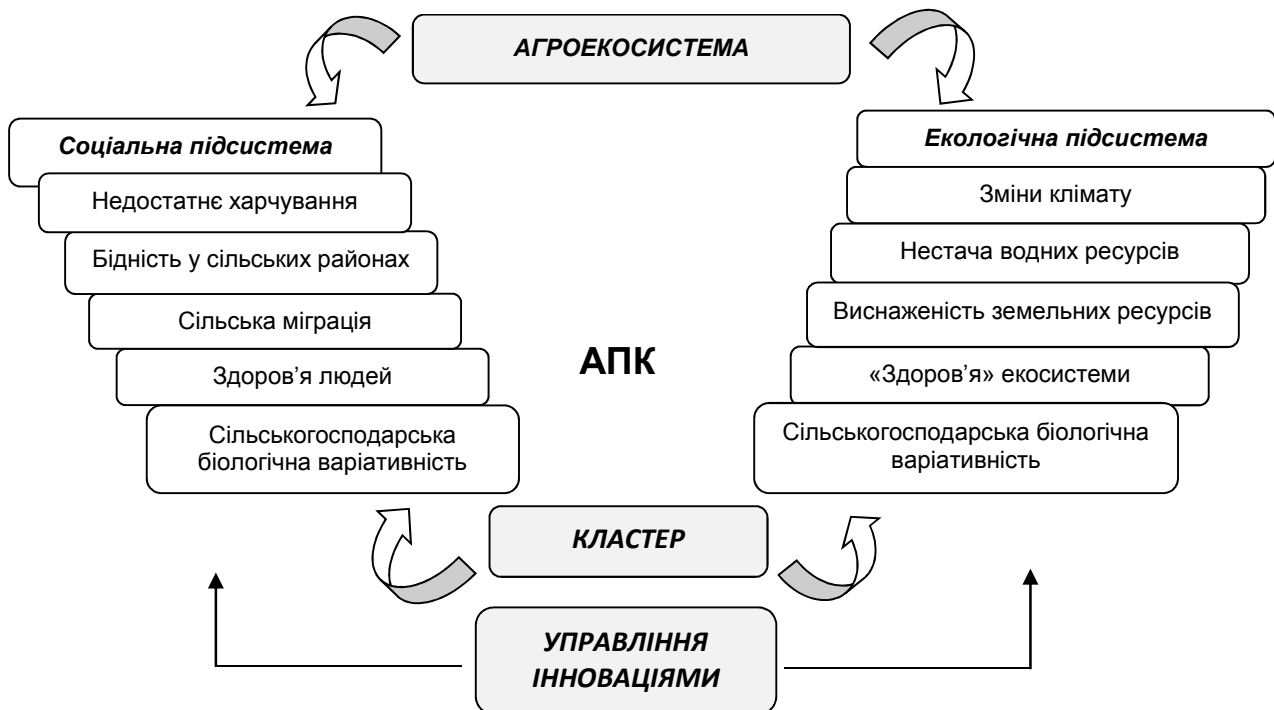 АГРОЕКОСИСТЕМА
Соціальна підсистема
Недостатнє харчування
Бідність у сільських районах
Сільська міграція
Здоров’я людей
Сільськогосподарська
біологічна варіативність
АПК
Екологічна підсистема
Зміни клімату
Нестача водних ресурсів
Виснаженість земельних ресурсів
«Здоров’я» екосистеми
Сільськогосподарська біологічна
варіативність
КЛАСТЕР
УПРАВЛІННЯ
ІННОВАЦІЯМИ